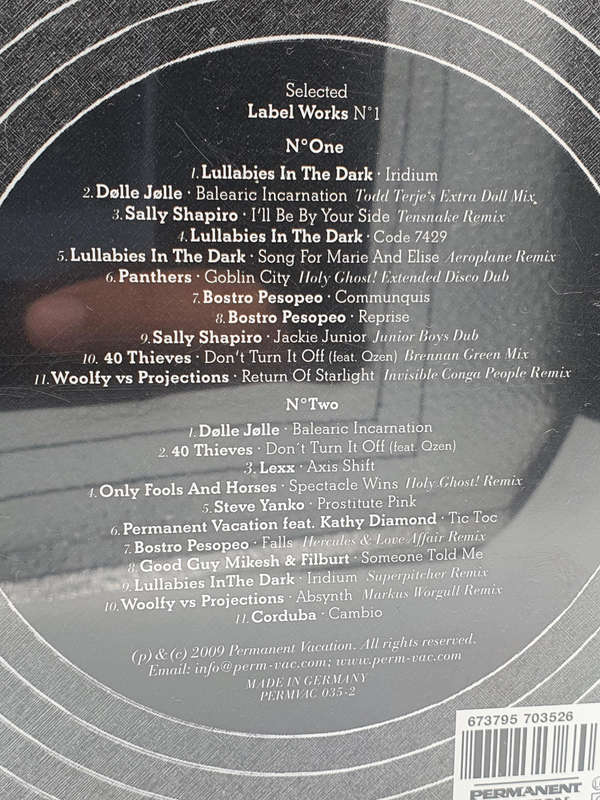 Selected
Label Works N°1
N°One
1. Lullabies In The Dark · Iridium
2. Dølle Jølle · Balearic Incarnation Todd Terje's Extra Doll Mix
3. Sally Shapiro · I'll Be By Your Side Tensnake Remix
4. Lullabies In The Dark · Code 7429
5. Lullabies In The Dark · Song For Marie And Elise Aeroplane Remix
6. Panthers · Goblin City Holy Ghost! Extended Disco Dub
7. Bostro Pesopeo · Communquis
8. Bostro Pesopeo · Reprise
9. Sally Shapiro · Jackie Junior Junior Boys Dub
10. 40 Thieves · Don't Turn It Off (feat. Qzen) Brennan Green Mix
11. Woolfy vs Projections · Return Of Starlight Invisible Conga People Remix
N°Two
1. Dølle Jølle · Balearic Incarnation
2. 40 Thieves · Don´t Turn It Off (feat. Qzen)
3. Lexx · Axis Shift
4. Only Fools And Horses · Spectacle Wins Holy Ghost! Remix
5. Steve Yanko · Prostitute Pink
6. Permanent Vacation feat. Kathy Diamond · Tic Toc
7. Bostro Pesopeo · Falls Hercules & Love Affair Remix
8. Good Guy Mikesh & Filburt · Someone Told Me
9. Lullabies InThe Dark · Iridium Superpitcher Remix
10. Woolfy vs Projections · Absynth Markus Worgull Remix
11. Corduba · Cambio
(p) & (c) 2009 Permanent Vacation. All rights reserved.
Email: info@perm-vac.com; www.perm-vac.com
MADE IN GERMANY
PERMVAC 035-2
673795 703526
PERMANENT